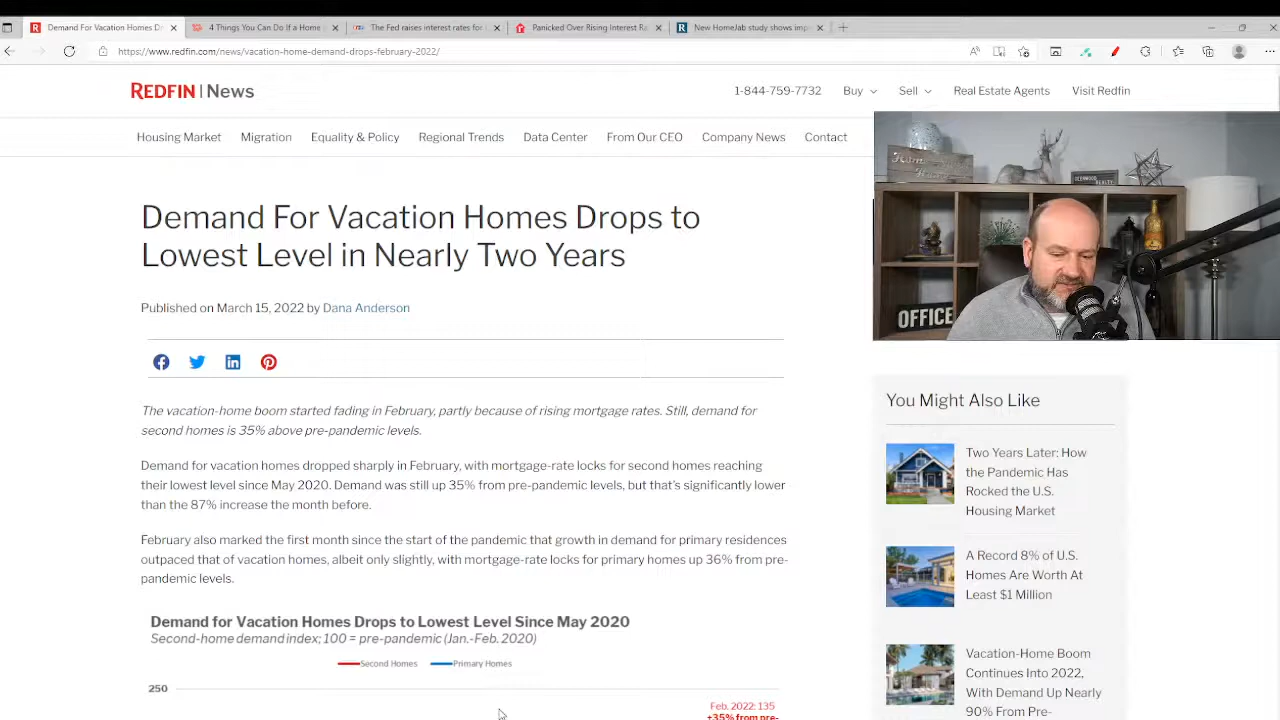 Demand For Vacation Homes D
4 Things You Can Do If a Home
The Fed raises interest rates for
Panicked Over Rising Interest Re
New HomeJab study shows imp
https://www.redfin.com/news/vacation-home-demand-drops-february-2022/
REDFIN | News
1-844-759-7732
Buy
Sell
Real Estate Agents
Visit Redfin
Housing Market
Migration
Equality & Policy
Regional Trends
Data Center
From Our CEO
Company News
Contact
Demand For Vacation Homes Drops to
Lowest Level in Nearly Two Years
Published on March 15, 2022 by Dana Anderson
The vacation-home boom started fading in February, partly because of rising mortgage rates. Still, demand for
second homes is 35% above pre-pandemic levels.
Demand for vacation homes dropped sharply in February, with mortgage-rate locks for second homes reaching
their lowest level since May 2020. Demand was still up 35% from pre-pandemic levels, but that's significantly lower
than the 87% increase the month before.
February also marked the first month since the start of the pandemic that growth in demand for primary residences
outpaced that of vacation homes, albeit only slightly, with mortgage-rate locks for primary homes up 36% from pre-
pandemic levels.
Demand for Vacation Homes Drops to Lowest Level Since May 2020
Second-home demand index; 100 = pre-pandemic (Jan.-Feb. 2020)
Second Homes
Primary Homes
250
Feb. 2022: 135
+35% from pre-
OFFICE
You Might Also Like
Two Years Later: How
the Pandemic Has
Rocked the U.S.
Housing Market
A Record 8% of U.S.
Homes Are Worth At
Least $1 Million
Vacation-Home Boom
Continues Into 2022,
With Demand Up Nearly
90% From Pre-